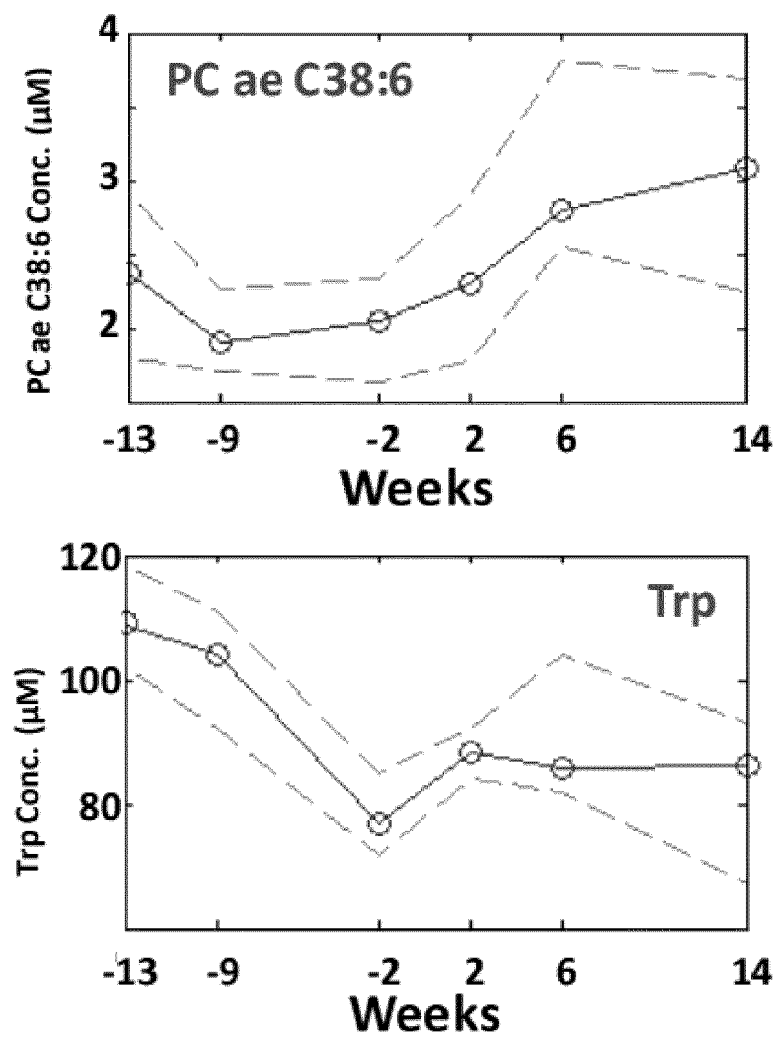 4
PC ae C38:6
3
2
PC ae C38:6 Conc. (µM)
-13 -9 -2 2 6 14
Weeks
120
Trp
100
80
Trp Conc. (µM)
-13 -9 -2 2 6 14
Weeks